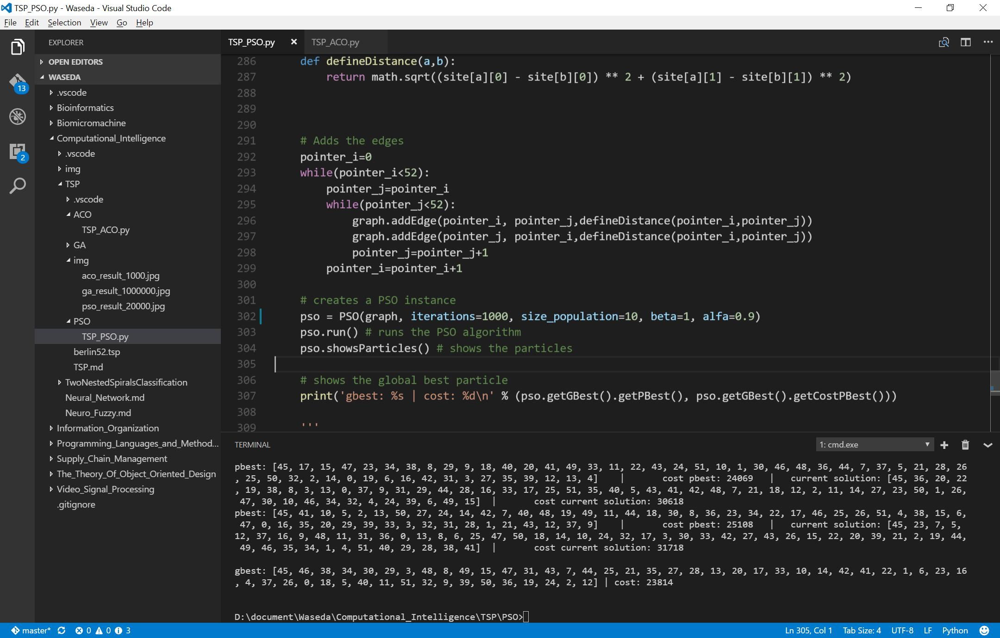 TSP_PSO.py - Waseda - Visual Studio Code
File Edit Selection View Go Help
EXPLORER
OPEN EDITORS
WASEDA
.vscode
Bioinformatics
Biomicromachine
Computational_Intelligence
.vscode
img
TSP
.vscode
ACO
TSP_ACO.py
GA
img
aco_result_1000.jpg
ga_result_1000000.jpg
pso_result_20000.jpg
PSO
TSP_PSO.py
berlin52.tsp
TSP.md
TwoNestedSpiralsClassification
Neural_Network.md
Neuro_Fuzzy.md
Information_Organization
Programming_Languages_and_Method...
Supply_Chain_Management
The_Theory_Of_Object_Oriented_Design
Video_Signal_Processing
.gitignore
13
2
TSP_PSO.py TSP_ACO.py
286 def defineDistance(a,b):
287 return math.sqrt((site[a][0] - site[b][0]) ** 2 + (site[a][1] - site[b][1]) ** 2)
288
289
290
291 # Adds the edges
292 pointer_i=0
293 while(pointer_i<52):
294 pointer_j=pointer_i
295 while(pointer_j<52):
296 graph.addEdge(pointer_i, pointer_j,defineDistance(pointer_i,pointer_j))
297 graph.addEdge(pointer_j, pointer_i,defineDistance(pointer_i,pointer_j))
298 pointer_j=pointer_j+1
299 pointer_i=pointer_i+1
300
301 # creates a PSO instance
302 pso = PSO(graph, iterations=1000, size_population=10, beta=1, alfa=0.9)
303 pso.run() # runs the PSO algorithm
304 pso.showsParticles() # shows the particles
305
306 # shows the global best particle
307 print('gbest: %s | cost: %d\n' % (pso.getGBest().getPBest(), pso.getGBest().getCostPBest()))
308
309 '''
TERMINAL 1: cmd.exe
pbest: [45, 17, 15, 47, 23, 34, 38, 8, 29, 9, 18, 40, 20, 41, 49, 33, 11, 22, 43, 24, 51, 10, 1, 30, 46, 48, 36, 44, 7, 37, 5, 21, 28, 26
, 25, 50, 32, 2, 14, 0, 19, 6, 16, 42, 31, 3, 27, 35, 39, 12, 13, 4] | cost pbest: 24069 | current solution: [45, 36, 20, 22
, 19, 38, 8, 3, 13, 0, 37, 9, 31, 29, 44, 28, 16, 33, 17, 25, 51, 35, 40, 5, 43, 41, 42, 48, 7, 21, 18, 12, 2, 11, 14, 27, 23, 50, 1, 26,
47, 30, 10, 46, 34, 32, 4, 24, 39, 6, 49, 15] | cost current solution: 30618
pbest: [45, 41, 10, 5, 2, 13, 50, 27, 24, 14, 42, 7, 40, 48, 19, 49, 11, 44, 18, 30, 8, 36, 23, 34, 22, 17, 46, 25, 26, 51, 4, 38, 15, 6,
47, 0, 16, 35, 20, 29, 39, 33, 3, 32, 31, 28, 1, 21, 43, 12, 37, 9] | cost pbest: 25108 | current solution: [45, 23, 7, 5,
12, 37, 16, 9, 48, 11, 31, 36, 0, 13, 8, 6, 25, 47, 50, 18, 14, 10, 24, 32, 17, 3, 30, 33, 42, 27, 43, 26, 15, 22, 20, 39, 21, 2, 19, 44,
49, 46, 35, 34, 1, 4, 51, 40, 29, 28, 38, 41] | cost current solution: 31718
gbest: [45, 46, 38, 34, 30, 29, 3, 48, 8, 49, 15, 47, 31, 43, 7, 44, 25, 21, 35, 27, 28, 13, 20, 17, 33, 10, 14, 42, 41, 22, 1, 6, 23, 16
, 4, 37, 26, 0, 18, 5, 40, 11, 51, 32, 9, 39, 50, 36, 19, 24, 2, 12] | cost: 23814
D:\document\Waseda\Computational_Intelligence\TSP\PSO>
master* 0 0 3 Ln 305, Col 1 Tab Size: 4 UTF-8 LF Python